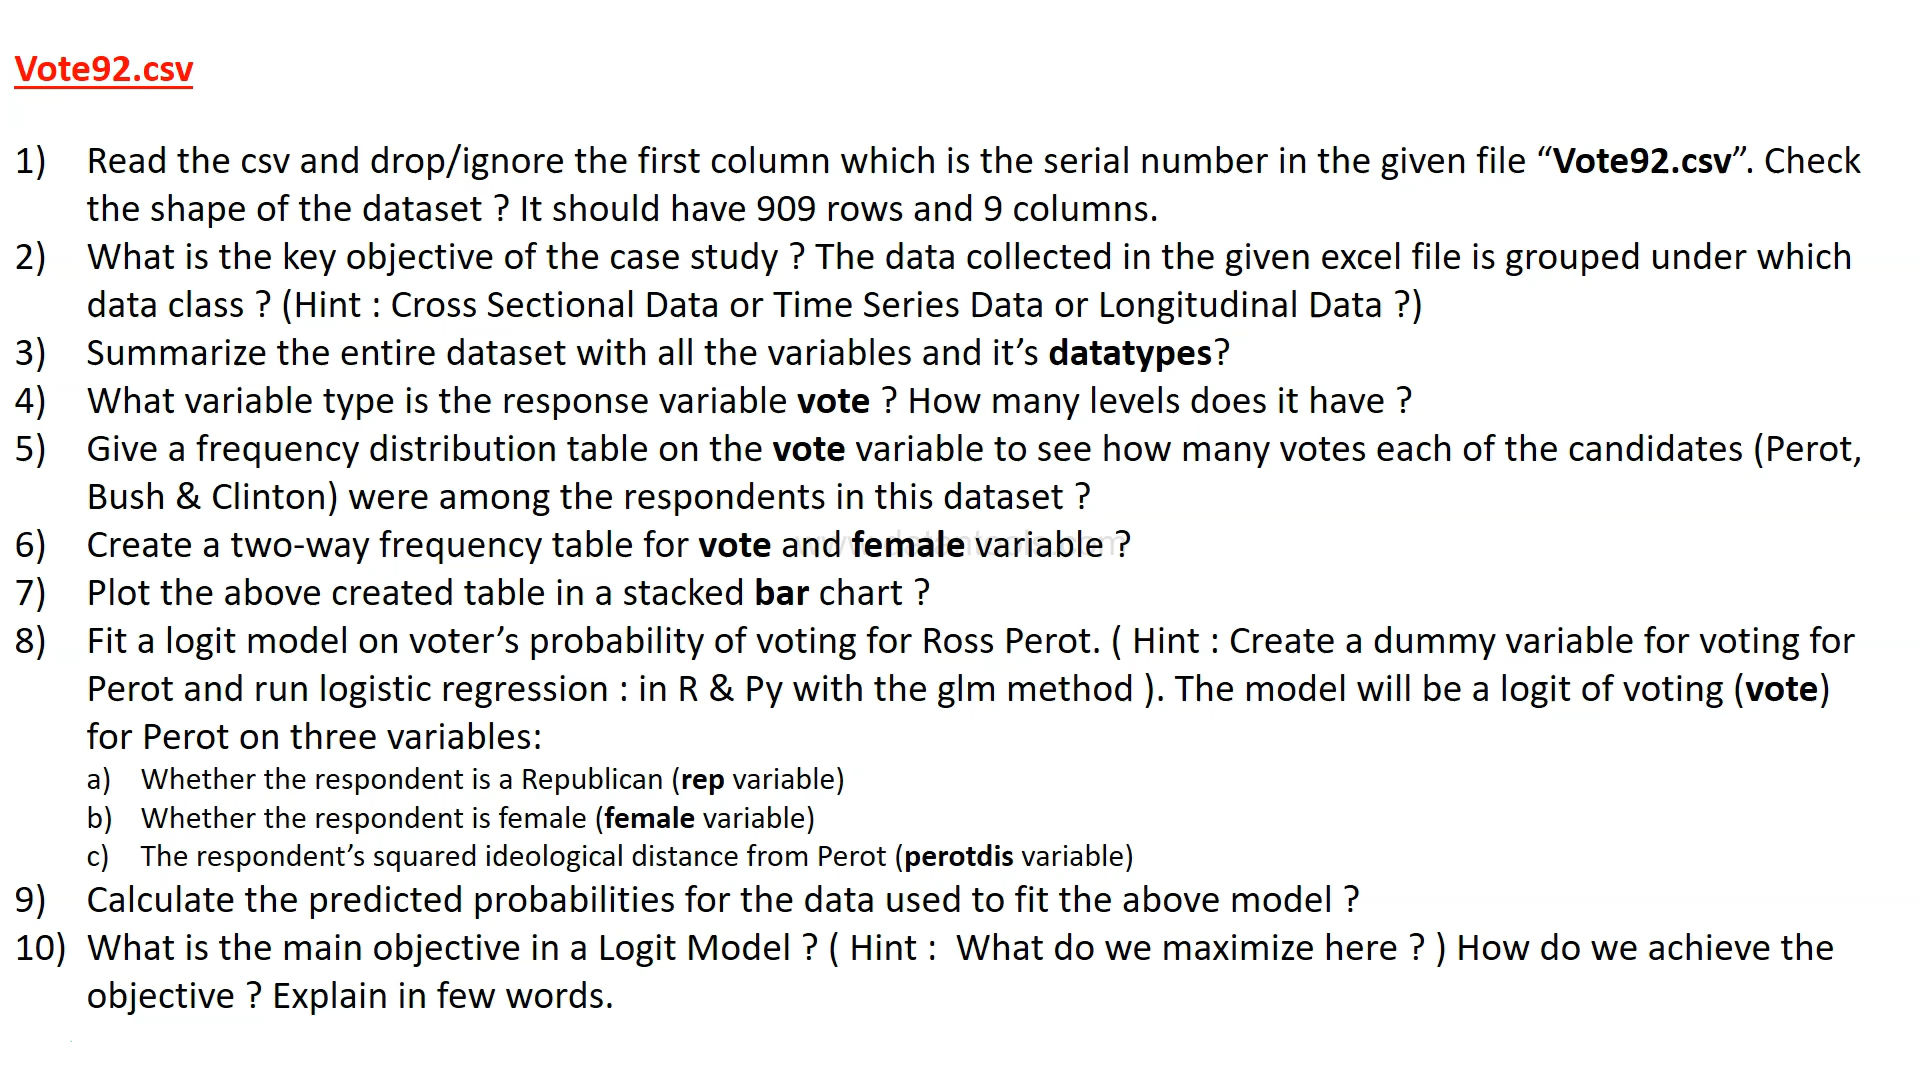 Vote92.csv
1) Read the csv and drop/ignore the first column which is the serial number in the given file “Vote92.csv”. Check
the shape of the dataset ? It should have 909 rows and 9 columns.
2) What is the key objective of the case study ? The data collected in the given excel file is grouped under which
data class ? (Hint : Cross Sectional Data or Time Series Data or Longitudinal Data ?)
3) Summarize the entire dataset with all the variables and it’s datatypes?
4) What variable type is the response variable vote ? How many levels does it have ?
5) Give a frequency distribution table on the vote variable to see how many votes each of the candidates (Perot,
Bush & Clinton) were among the respondents in this dataset ?
6) Create a two-way frequency table for vote and female variable ?
7) Plot the above created table in a stacked bar chart ?
8) Fit a logit model on voter’s probability of voting for Ross Perot. ( Hint : Create a dummy variable for voting for
Perot and run logistic regression : in R & Py with the glm method ). The model will be a logit of voting (vote)
for Perot on three variables:
a) Whether the respondent is a Republican (rep variable)
b) Whether the respondent is female (female variable)
c) The respondent’s squared ideological distance from Perot (perotdis variable)
9) Calculate the predicted probabilities for the data used to fit the above model ?
10) What is the main objective in a Logit Model ? ( Hint :  What do we maximize here ? ) How do we achieve the
objective ? Explain in few words.